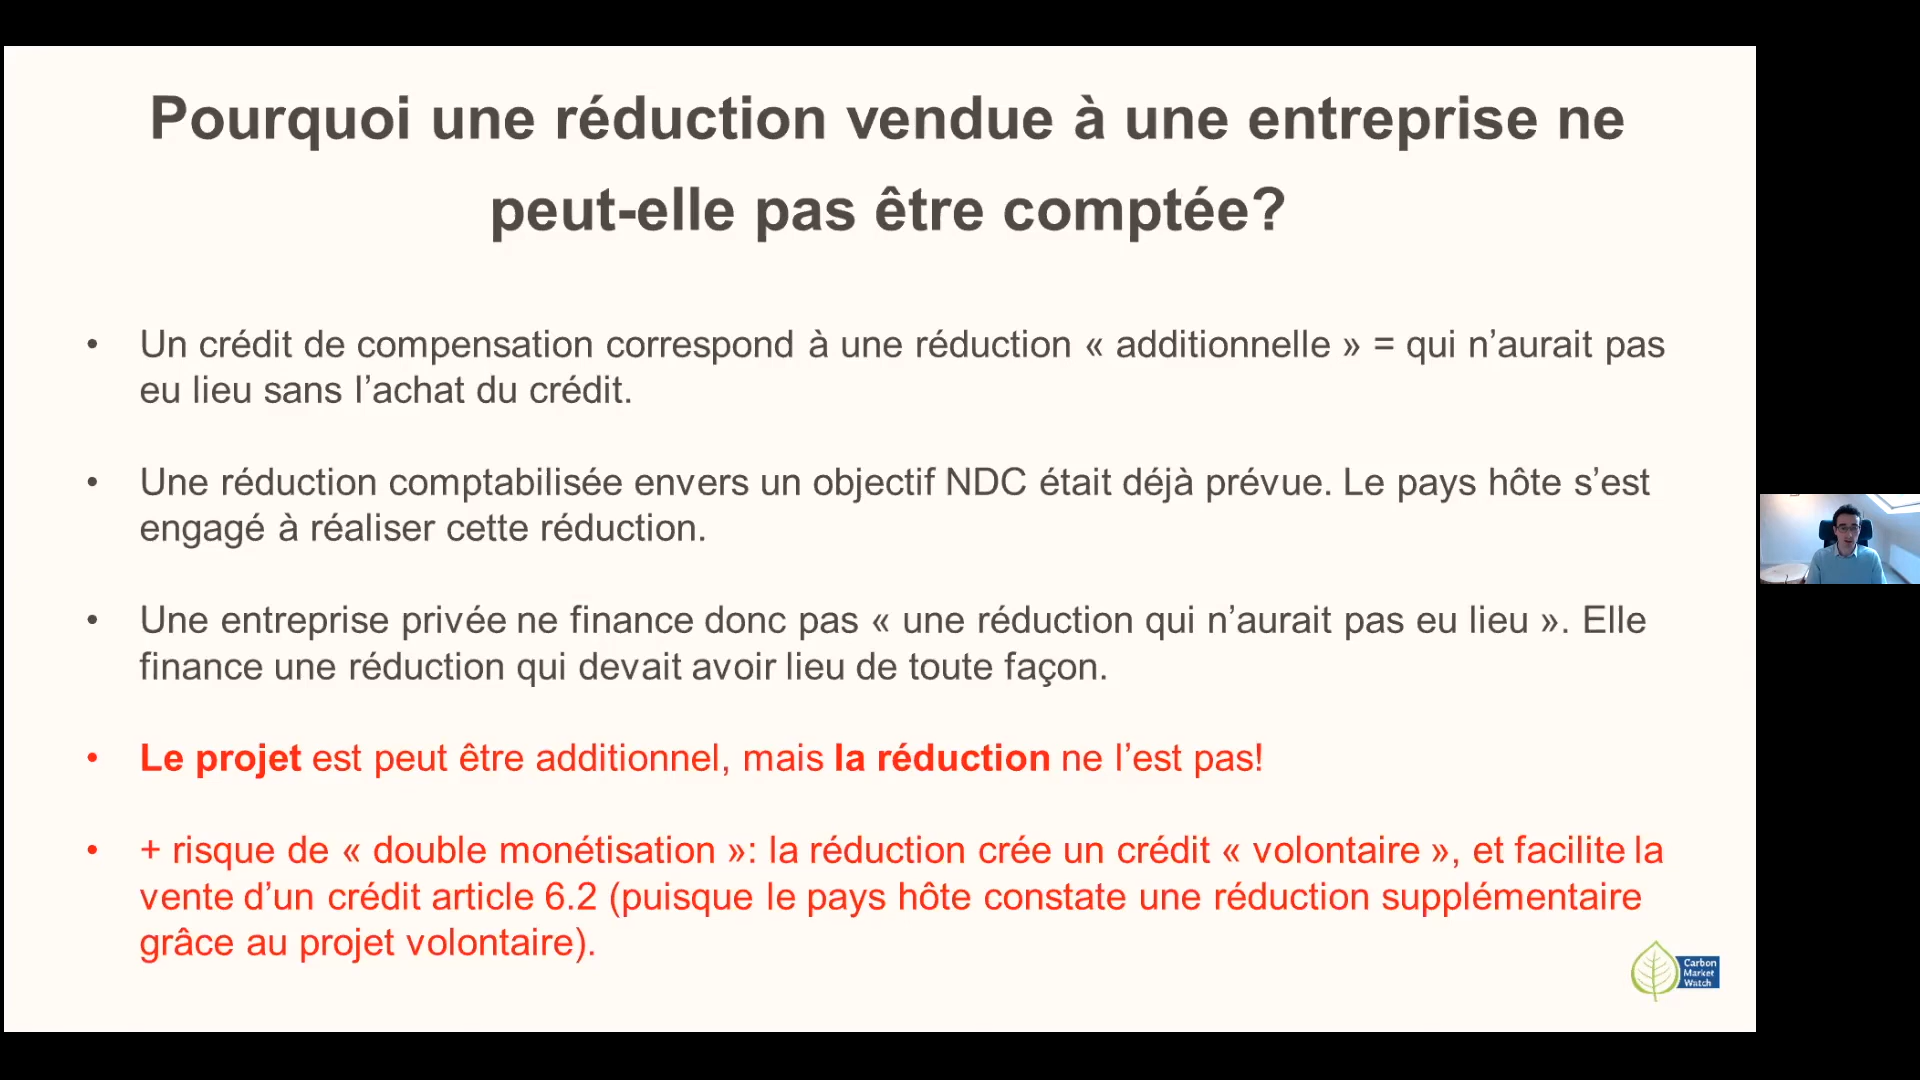 Pourquoi une réduction vendue à une entreprise ne
peut-elle pas être comptée?
• Un crédit de compensation correspond à une réduction « additionnelle » = qui n’aurait pas
eu lieu sans l’achat du crédit.
• Une réduction comptabilisée envers un objectif NDC était déjà prévue. Le pays hôte s’est
engagé à réaliser cette réduction.
• Une entreprise privée ne finance donc pas « une réduction qui n’aurait pas eu lieu ». Elle
finance une réduction qui devait avoir lieu de toute façon.
• Le projet est peut être additionnel, mais la réduction ne l’est pas!
• + risque de « double monétisation »: la réduction crée un crédit « volontaire », et facilite la
vente d’un crédit article 6.2 (puisque le pays hôte constate une réduction supplémentaire
grâce au projet volontaire).
Carbon
Market
Watch